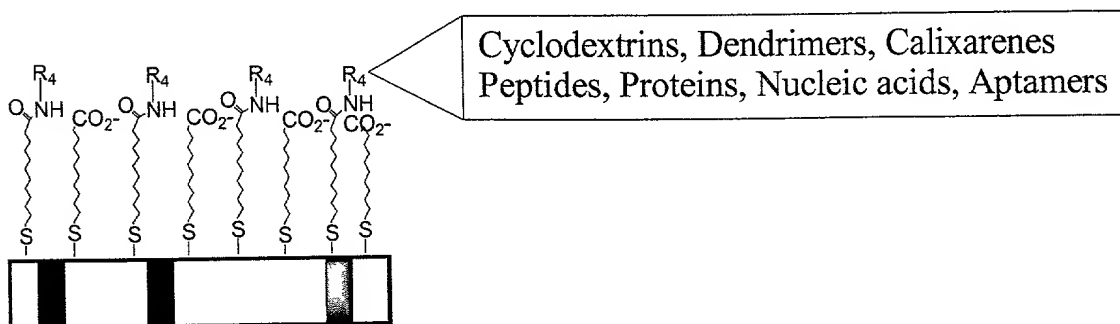 Cyclodextrins, Dendrimers, Calixarenes
Peptides, Proteins, Nucleic acids, Aptamers
R4 R4 R4 R4
O NH CO2- O NH CO2- O NH CO2- O NH CO2-
S S S S S S S S